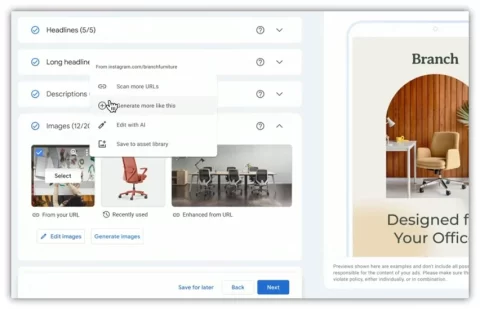 Headlines (5/5)
Long headline
Descriptions
From instagram.com/branchfurniture
Scan more URLs
Generate more like this
Edit with AI
Save to asset library
Images (12/20
Select
From your URL
Recently used
Enhanced from URL
Edit images
Generate images
Save for later
Back
Next
Branch
Designed f
Your Offic
Previews shown here are examples and don't include all pos
responsible for the content of your ads. Please make sure th
violate policy, either individually, or in combination.